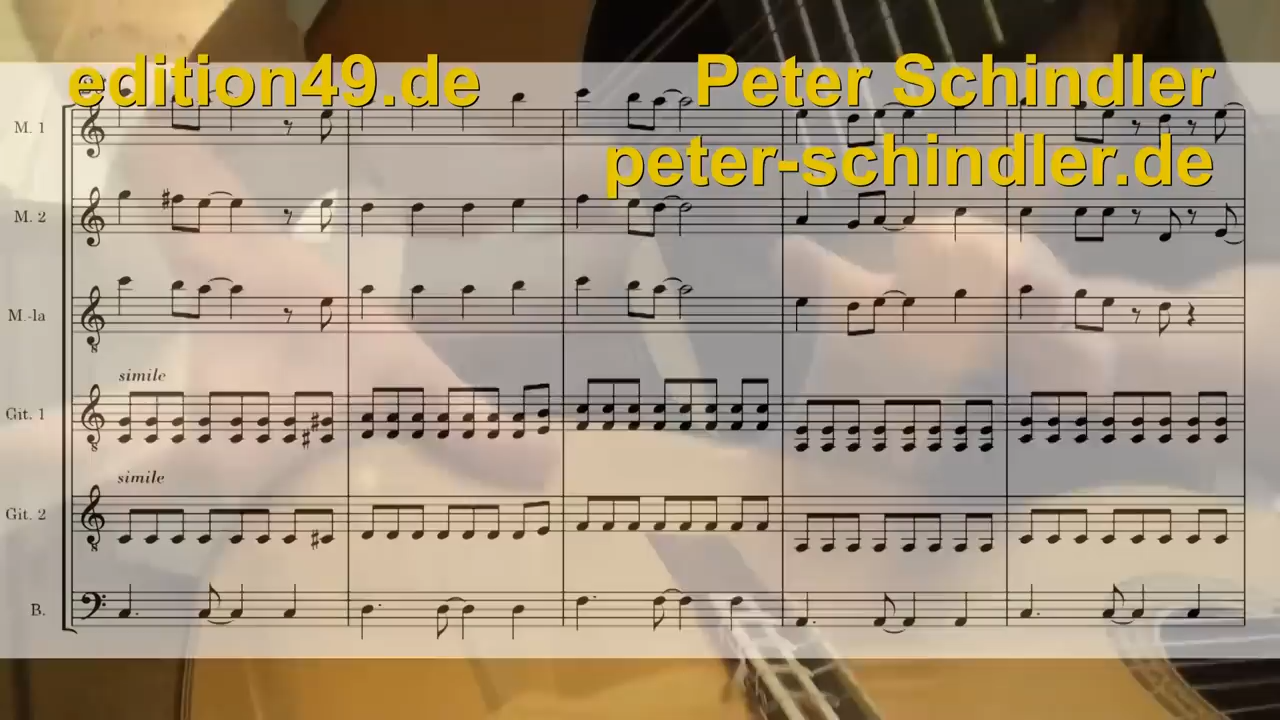 edition49.de
Peter Schindler
peter-schindler.de
M. 1
M. 2
M.-la
simile
Git. 1
simile
Git. 2
B.